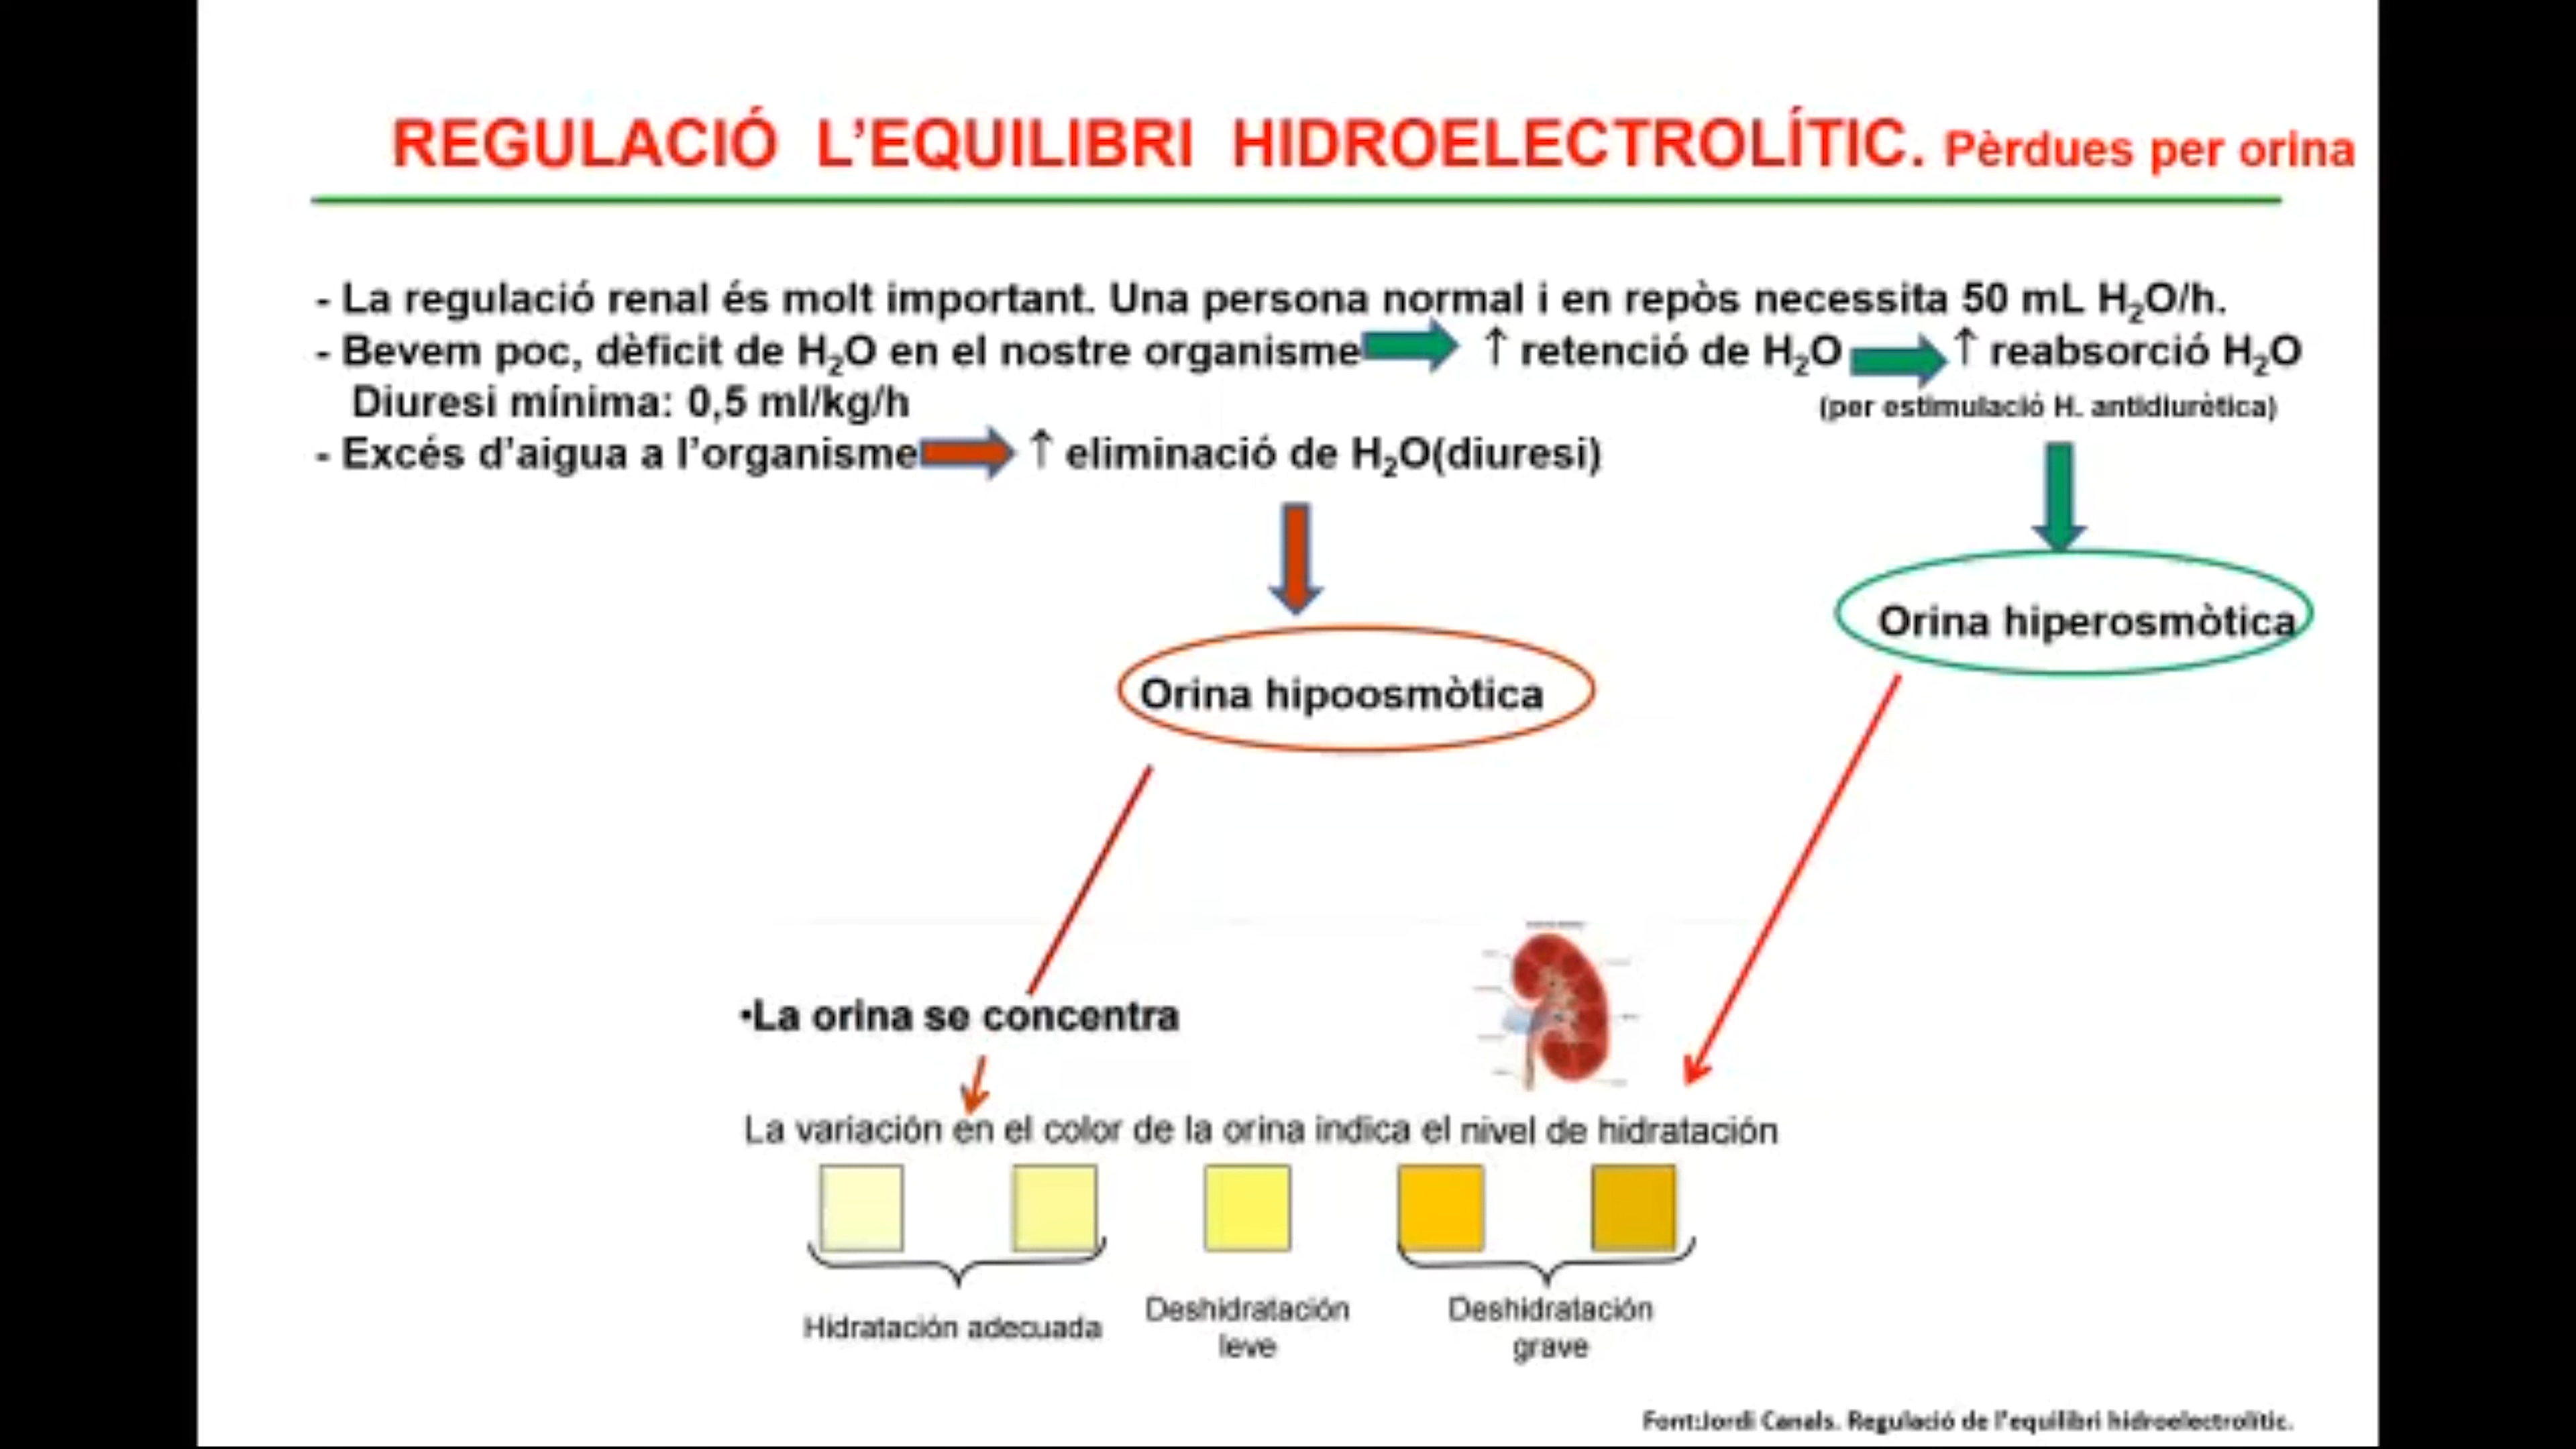 REGULACIÓ L'EQUILIBRI HIDROELECTROLÍTIC. Pèrdues per orina
- La regulació renal és molt important. Una persona normal i en repòs necessita 50 mL H₂O/h.
- Bevem poc, dèficit de H₂O en el nostre organisme ↑ retenció de H₂O ↑ reabsorció H₂O
Diuresi mínima: 0,5 ml/kg/h
(per estimulació H. antidiurètica)
- Excés d'aigua a l'organisme ↑ eliminació de H₂O(diuresi)
Orina hiperosmòtica
Orina hipoosmòtica
•La orina se concentra
La variación en el color de la orina indica el nivel de hidratación
Hidratación adecuada
Deshidratación
leve
Deshidratación
grave
Font:Jordi Canals. Regulació de l'equilibri hidroelectrolític.